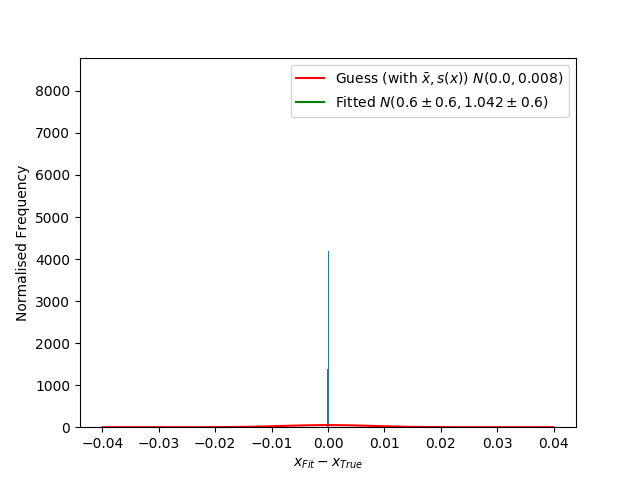 Guess (with x̄, s(x)) N(0.0, 0.008)
Fitted N(0.6 ± 0.6, 1.042 ± 0.6)
8000
7000
6000
5000
4000
3000
2000
1000
0
Normalised Frequency
−0.04 −0.03 −0.02 −0.01 0.00 0.01 0.02 0.03 0.04
x_Fit − x_True